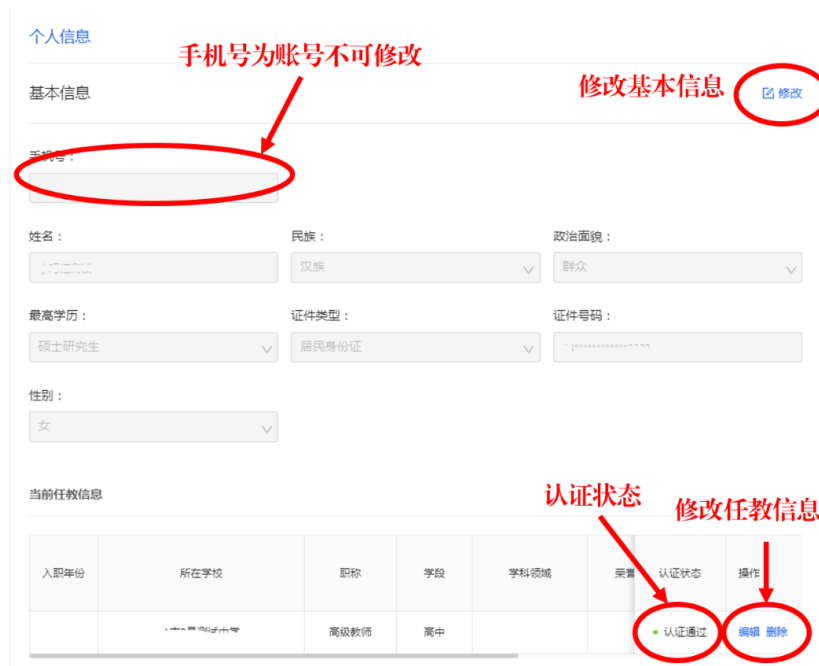 个人信息
手机号为账号不可修改
基本信息
修改基本信息
修改
手机号：
姓名：
民族：
政治面貌：
汉族
群众
最高学历：
证件类型：
证件号码：
硕士研究生
居民身份证
性别：
女
当前任教信息
认证状态
修改任教信息
入职年份
所在学校
职称
学段
学科领域
荣誉
认证状态
操作
高级教师
高中
认证通过
编辑 删除